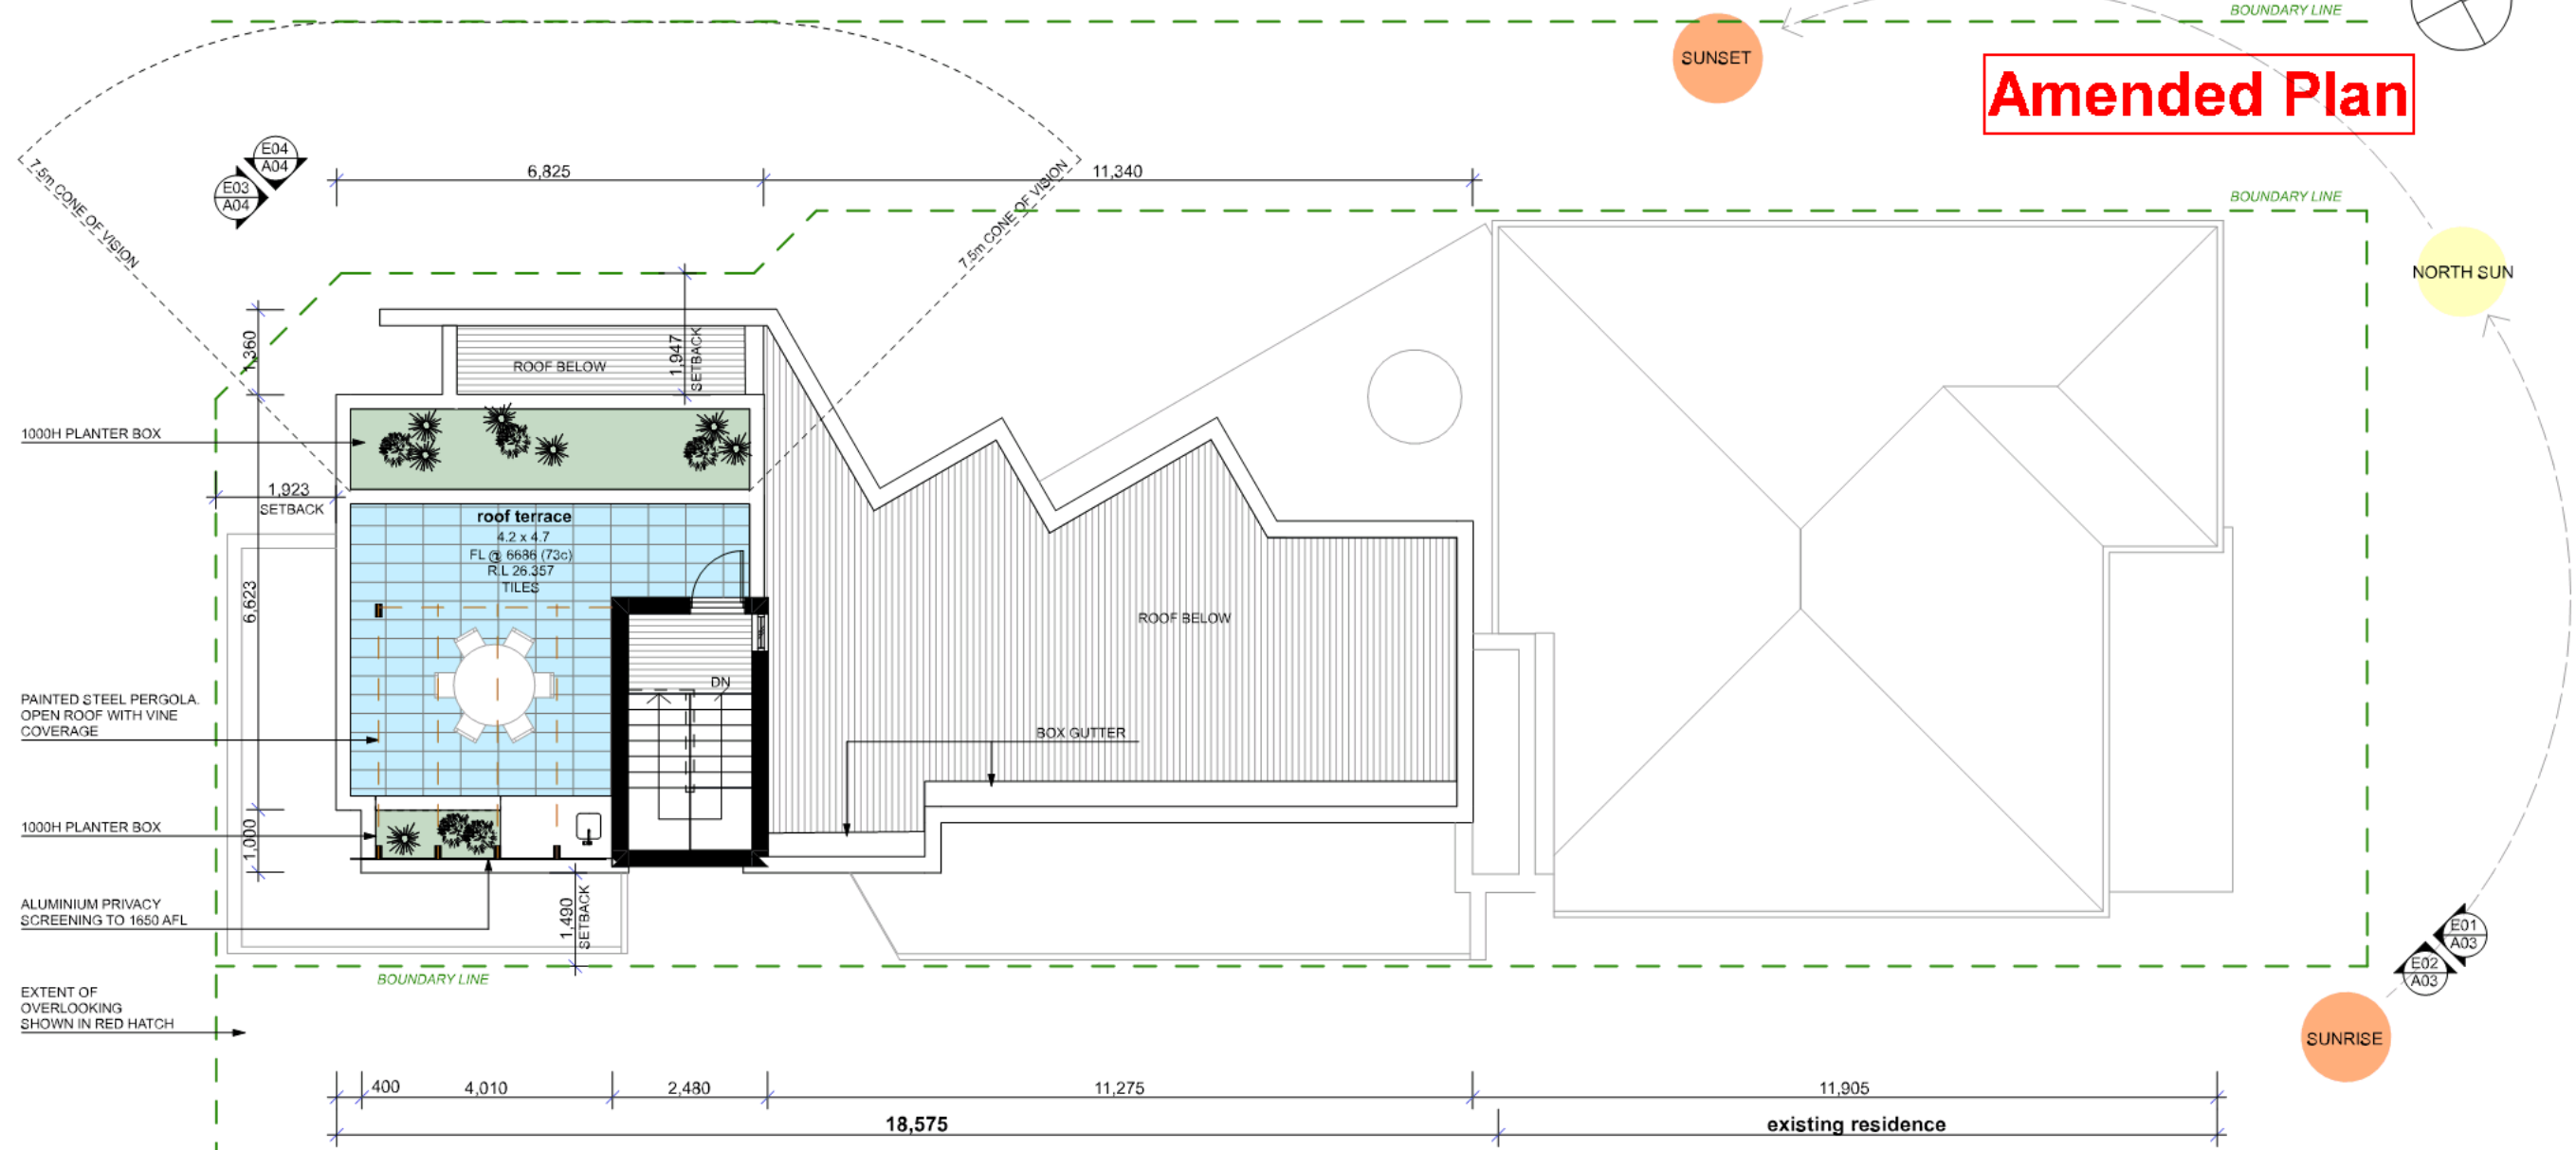 BOUNDARY LINE
SUNSET
Amended Plan
E04
A04
E03
A04
6,825
11,340
7.5m CONE OF VISION
7.5m CONE OF VISION
BOUNDARY LINE
NORTH SUN
1,360
ROOF BELOW
1,947
SETBACK
1000H PLANTER BOX
1,923
SETBACK
roof terrace
4.2 x 4.7
FL @ 6686 (73c)
R.L 26.357
TILES
6,623
ROOF BELOW
DN
PAINTED STEEL PERGOLA.
OPEN ROOF WITH VINE
COVERAGE
BOX GUTTER
1000H PLANTER BOX
1,000
ALUMINIUM PRIVACY
SCREENING TO 1650 AFL
1,490
SETBACK
E01
A03
E02
A03
BOUNDARY LINE
EXTENT OF
OVERLOOKING
SHOWN IN RED HATCH
SUNRISE
400
4,010
2,480
11,275
11,905
18,575
existing residence